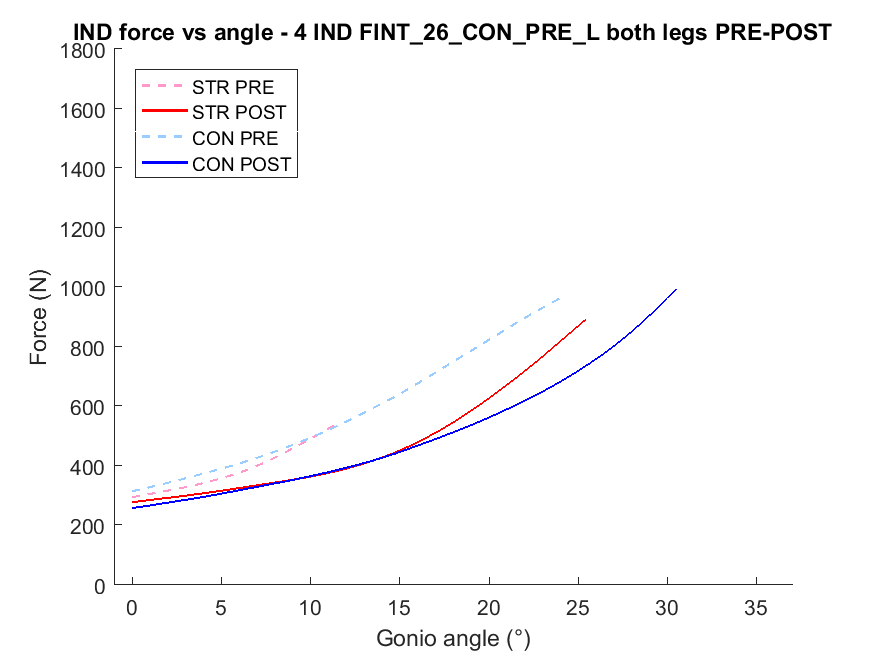 IND force vs angle - 4 IND FINT_26_CON_PRE_L both legs PRE-POST
1800
1800
1600
1400
1200
1000
800
600
400
200
0
STR PRE
STR POST
CON PRE
CON POST
Force (N)
0
5
10
15
20
25
30
35
Gonio angle (°)